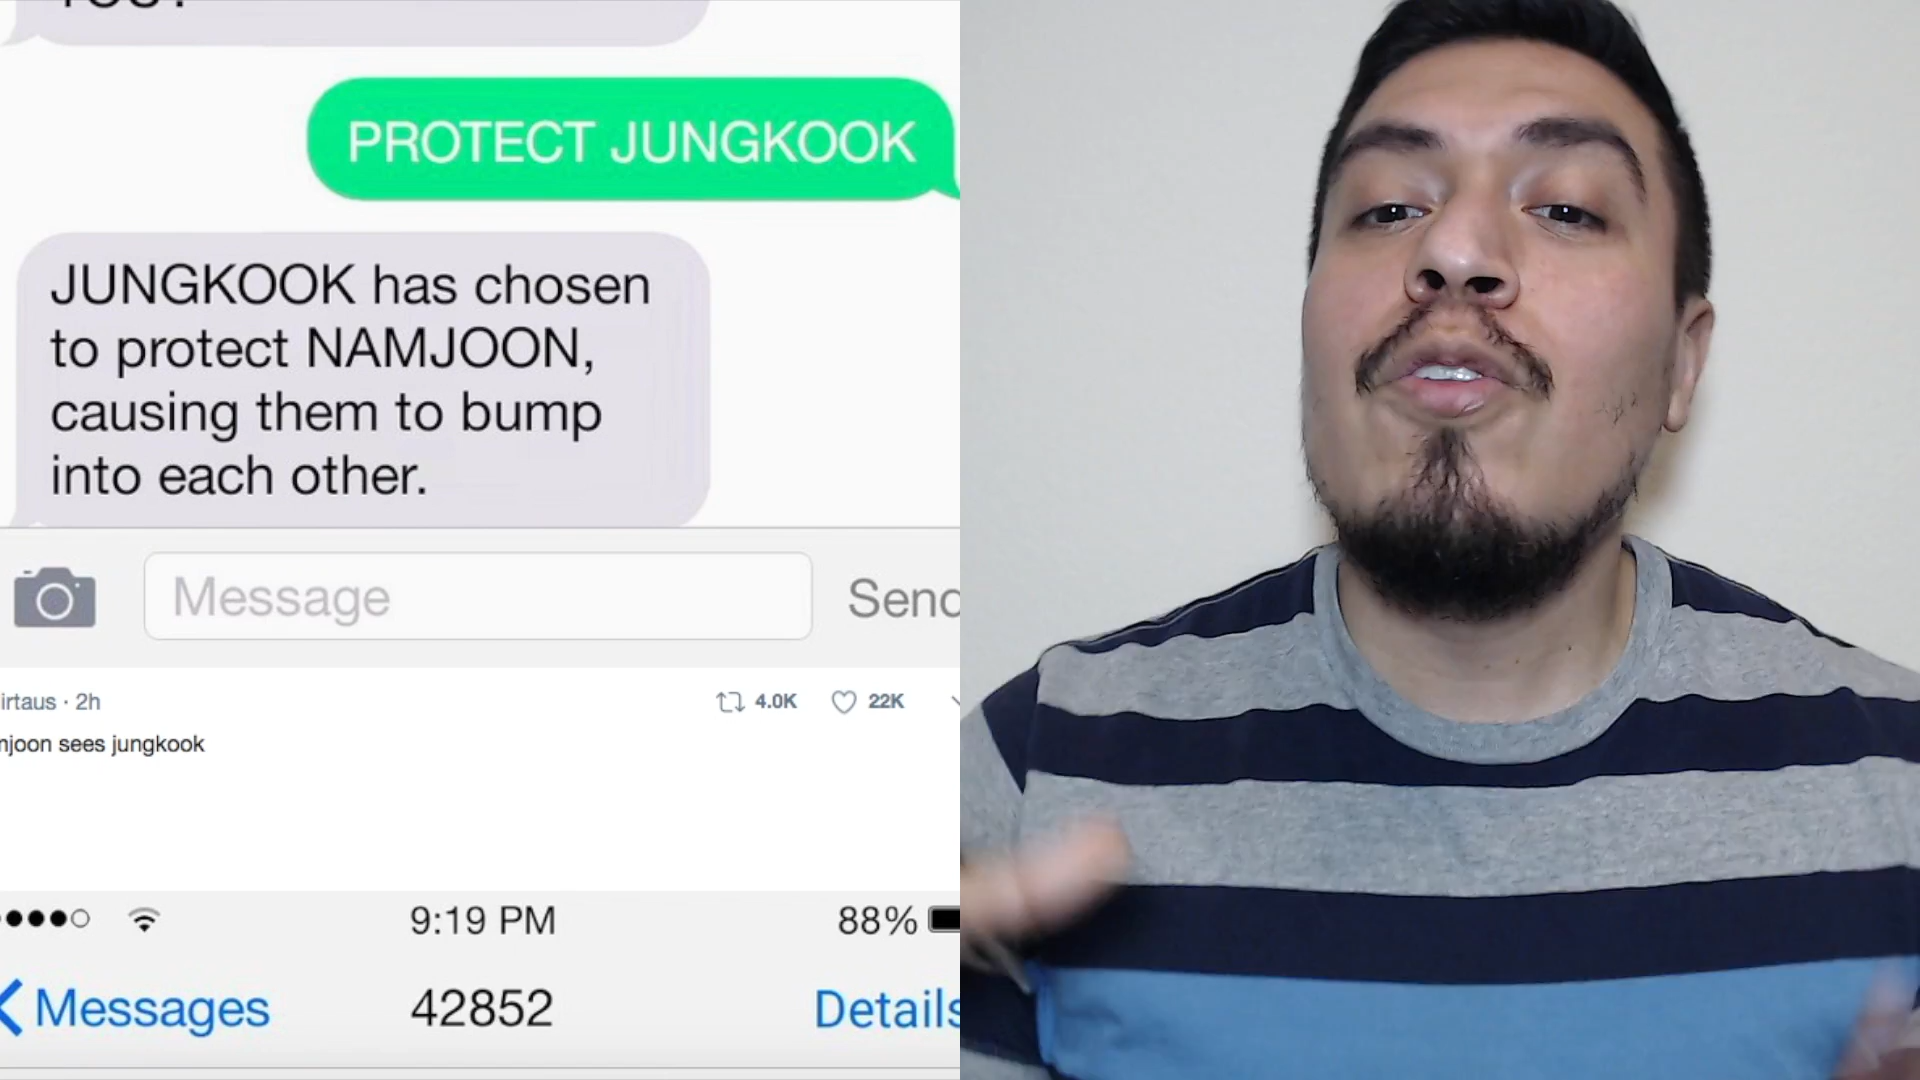 PROTECT JUNGKOOK
JUNGKOOK has chosen
to protect NAMJOON,
causing them to bump
into each other.
Message
irtaus · 2h
4.0K
22K
sees jungkook
9:19 PM
88%
Messages
42852
Details